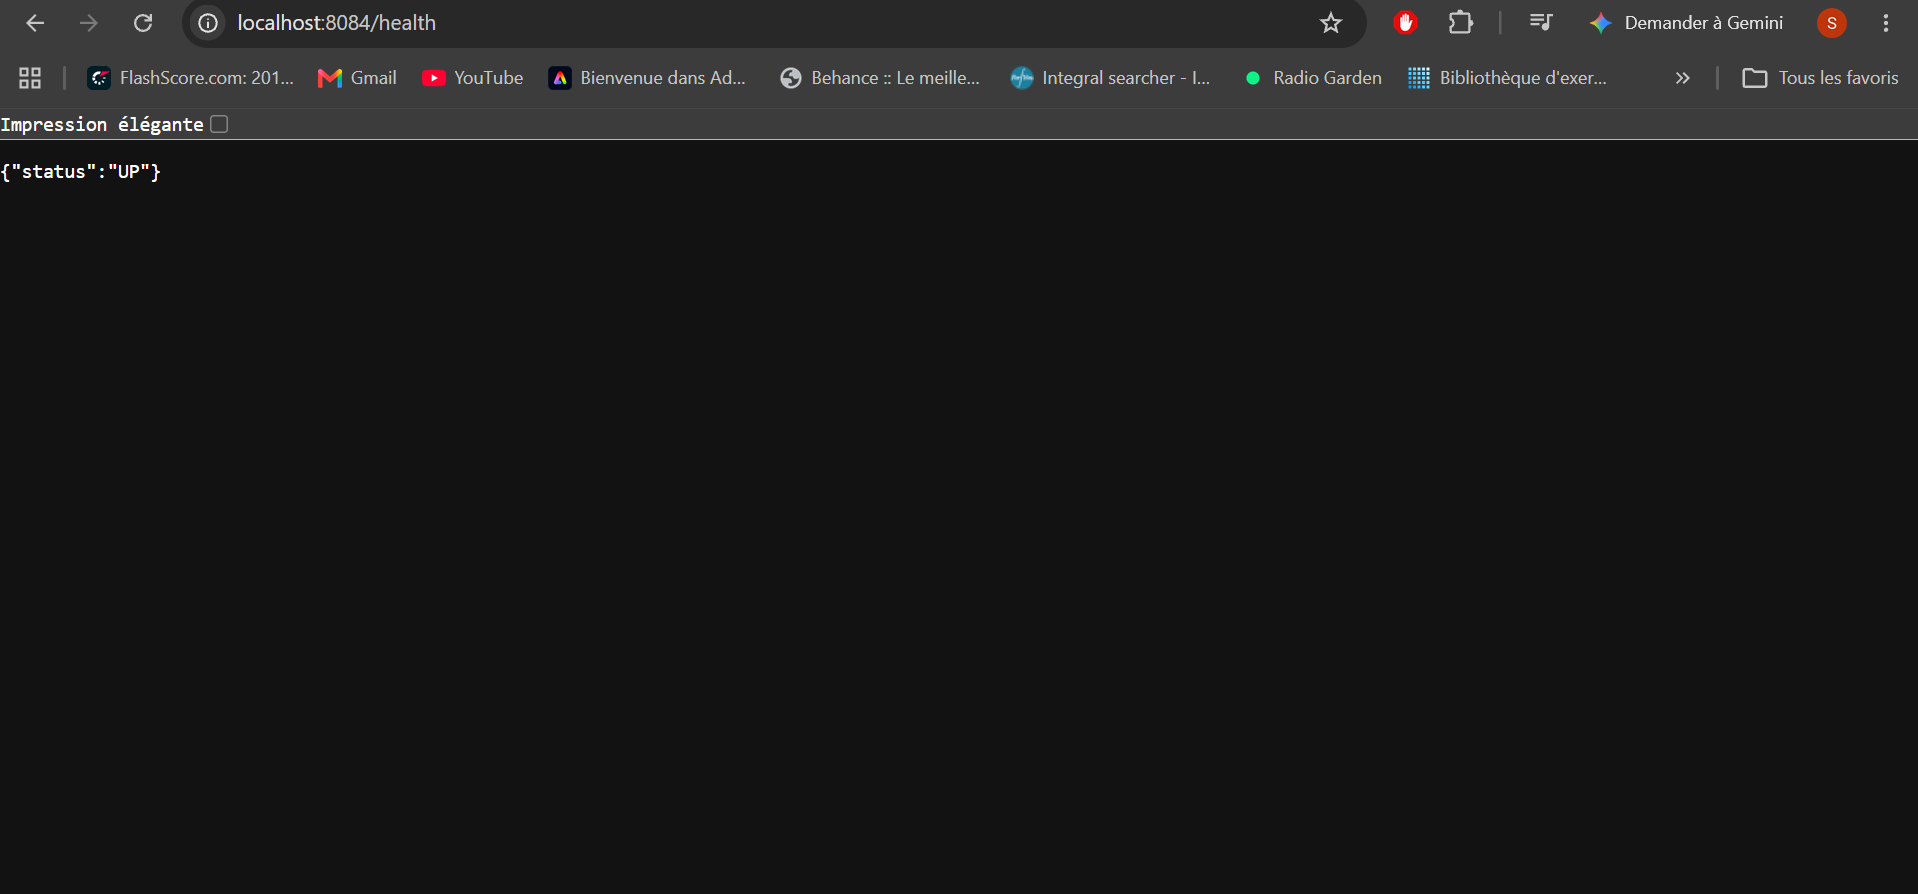 localhost:8084/health
Demander à Gemini
S
FlashScore.com: 201...
Gmail
YouTube
Bienvenue dans Ad...
Behance :: Le meille...
Integral searcher - I...
Radio Garden
Bibliothèque d'exer...
Tous les favoris
Impression élégante
{"status":"UP"}